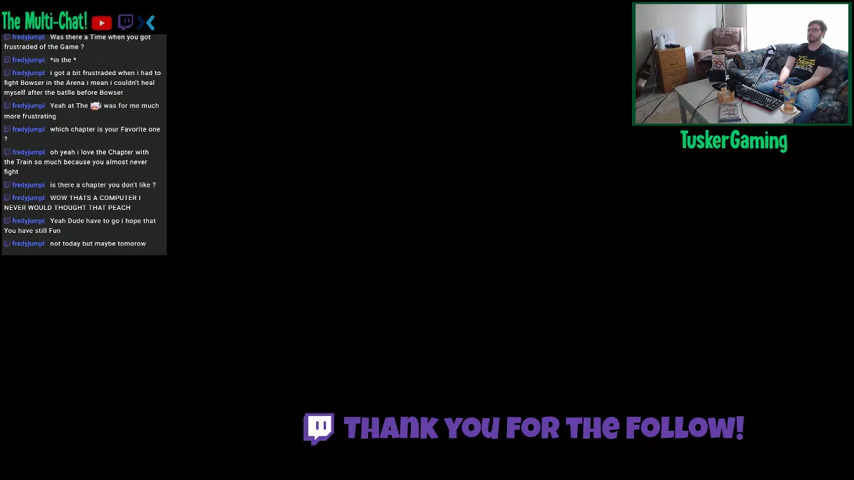 The Multi-Chat!
fredyjumpi Was there a Time when you got
frustraded of the Game ?
fredyjumpi *in the *
fredyjumpi i got a bit frustraded when i had to
fight Bowser in the Arena i mean i couldn't heal
myself after the batlle before Bowser
fredyjumpi Yeah at The was for me much
more frustrating
fredyjumpi which chapter is your Favorite one
?
fredyjumpi oh yeah i love the Chapter with
the Train so much because you almost never
fight
fredyjumpi is there a chapter you don't like ?
fredyjumpi WOW THATS A COMPUTER I
NEVER WOULD THOUGHT THAT PEACH
fredyjumpi Yeah Dude have to go i hope that
You have still Fun
fredyjumpi not today but maybe tomorow
TuskerGaming
THANK YOU FOR THE FOLLOW!